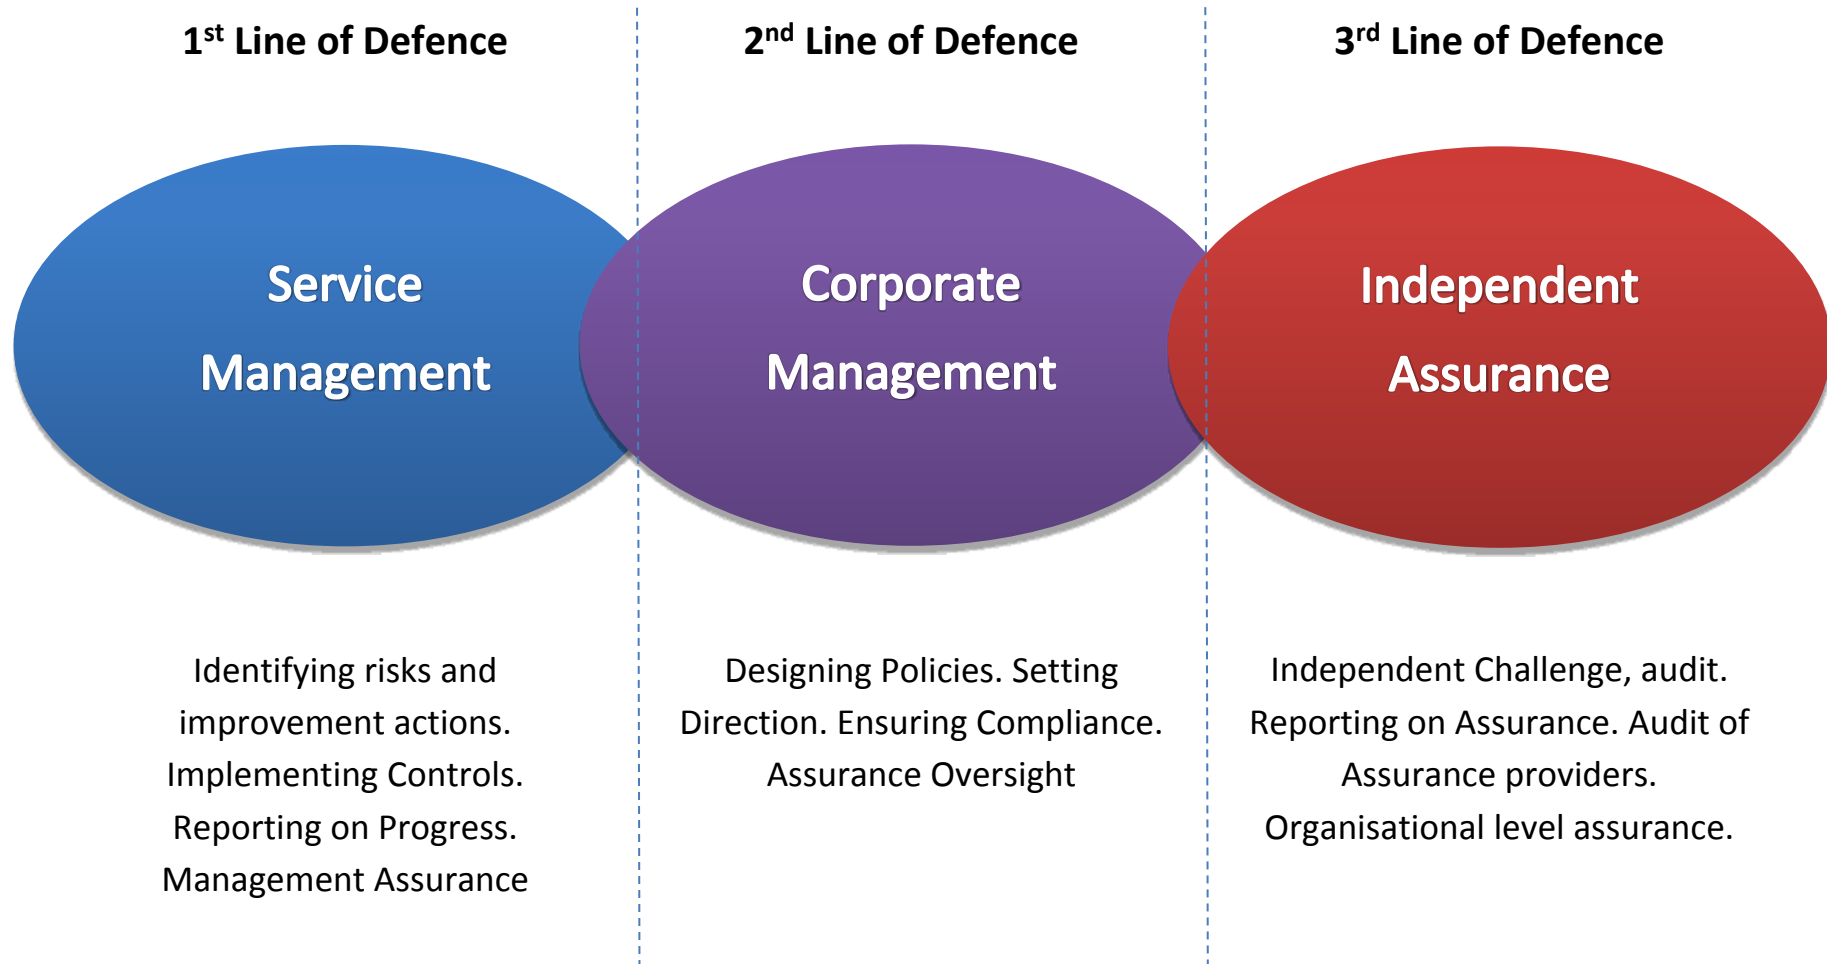 1st Line of Defence
2nd Line of Defence
3rd Line of Defence
Service
Management
Corporate
Management
Independent
Assurance
Identifying risks and
improvement actions.
Implementing Controls.
Reporting on Progress.
Management Assurance
Designing Policies. Setting
Direction. Ensuring Compliance.
Assurance Oversight
Independent Challenge, audit.
Reporting on Assurance. Audit of
Assurance providers.
Organisational level assurance.